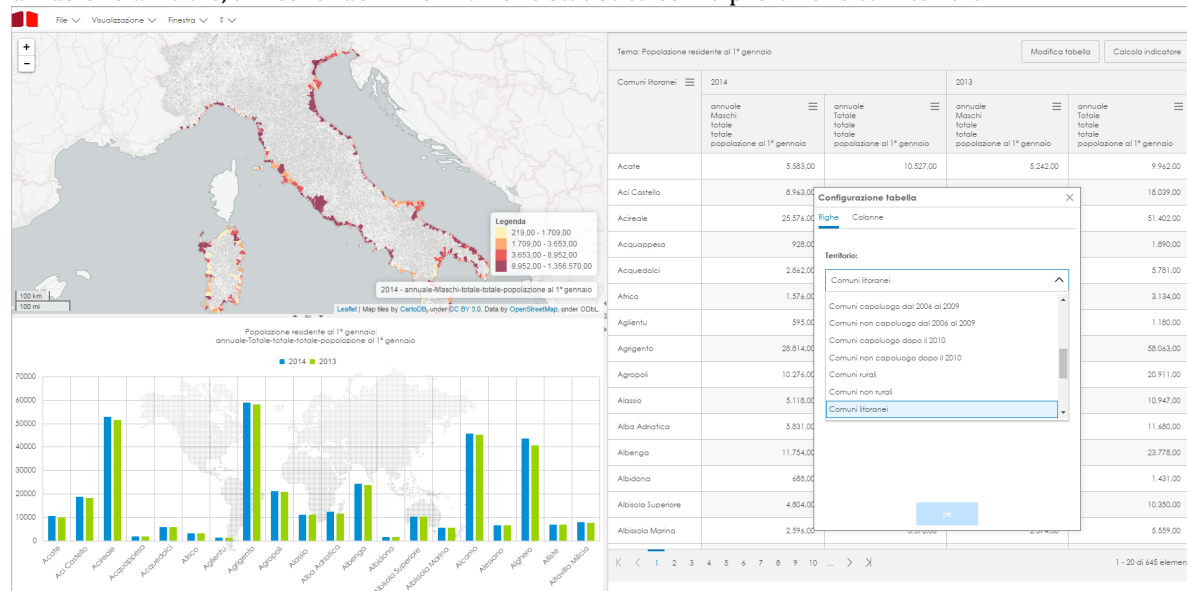 File Visualizzazione Finestra ?
+
−
Legenda
219,00 - 1.709,00
1.709,00 - 3.653,00
3.653,00 - 8.952,00
8.952,00 - 1.356.570,00
2014 - annuale-Maschi-totale-totale-popolazione al 1° gennaio
100 km
100 mi
Leaflet | Map tiles by CartoDB, under CC BY 3.0. Data by OpenStreetMap, under ODbL.
Popolazione residente al 1° gennaio:
annuale-Totale-totale-totale-popolazione al 1° gennaio
2014 2013
70000
60000
50000
40000
30000
20000
10000
0
Acate Aci Castello Acireale Acquappesa Acquedolci Africo Aglientu Agrigento Agropoli Alassio Alba Adriatica Albenga Albidona Albisola Superiore Albissola Marina Alcamo Alessano Alghero Alliste Altavilla Milicia
Tema: Popolazione residente al 1° gennaio Modifica tabella Calcola indicatore
Comuni litoranei 2014 2013
annuale annuale annuale annuale
Maschi Totale Maschi Totale
totale totale totale totale
totale totale totale totale
popolazione al 1° gennaio popolazione al 1° gennaio popolazione al 1° gennaio popolazione al 1° gennaio
Acate 5.583,00 10.527,00 5.242,00 9.962,00
Aci Castello 8.963,00 18.039,00
Acireale 25.576,00 51.402,00
Acquappesa 928,00 1.890,00
Acquedolci 2.862,00 5.781,00
Africo 1.576,00 3.134,00
Aglientu 595,00 1.180,00
Agrigento 28.814,00 58.063,00
Agropoli 10.276,00 20.911,00
Alassio 5.118,00 10.947,00
Alba Adriatica 5.831,00 11.680,00
Albenga 11.754,00 23.778,00
Albidona 688,00 1.431,00
Albisola Superiore 4.804,00 10.350,00
Albissola Marina 2.596,00 5.559,00
Configurazione tabella
Righe Colonne
Territorio:
Comuni litoranei
Comuni capoluogo dal 2006 al 2009
Comuni non capoluogo dal 2006 al 2009
Comuni capoluogo dopo il 2010
Comuni non capoluogo dopo il 2010
Comuni rurali
Comuni non rurali
Comuni litoranei
ok
1 2 3 4 5 6 7 8 9 10 ... 1 - 20 di 645 elemen